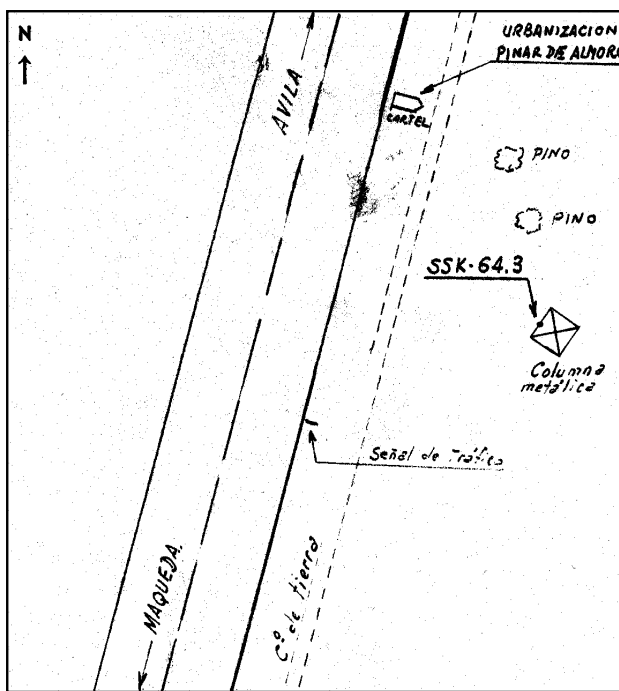 N
URBANIZACION
PINAR DE ALMORA
AVILA
CARTEL
PINO
PINO
SSK-64.3
Columna
metálica
Señal de Tráfico
MAQUEDA.
Cº de tierra